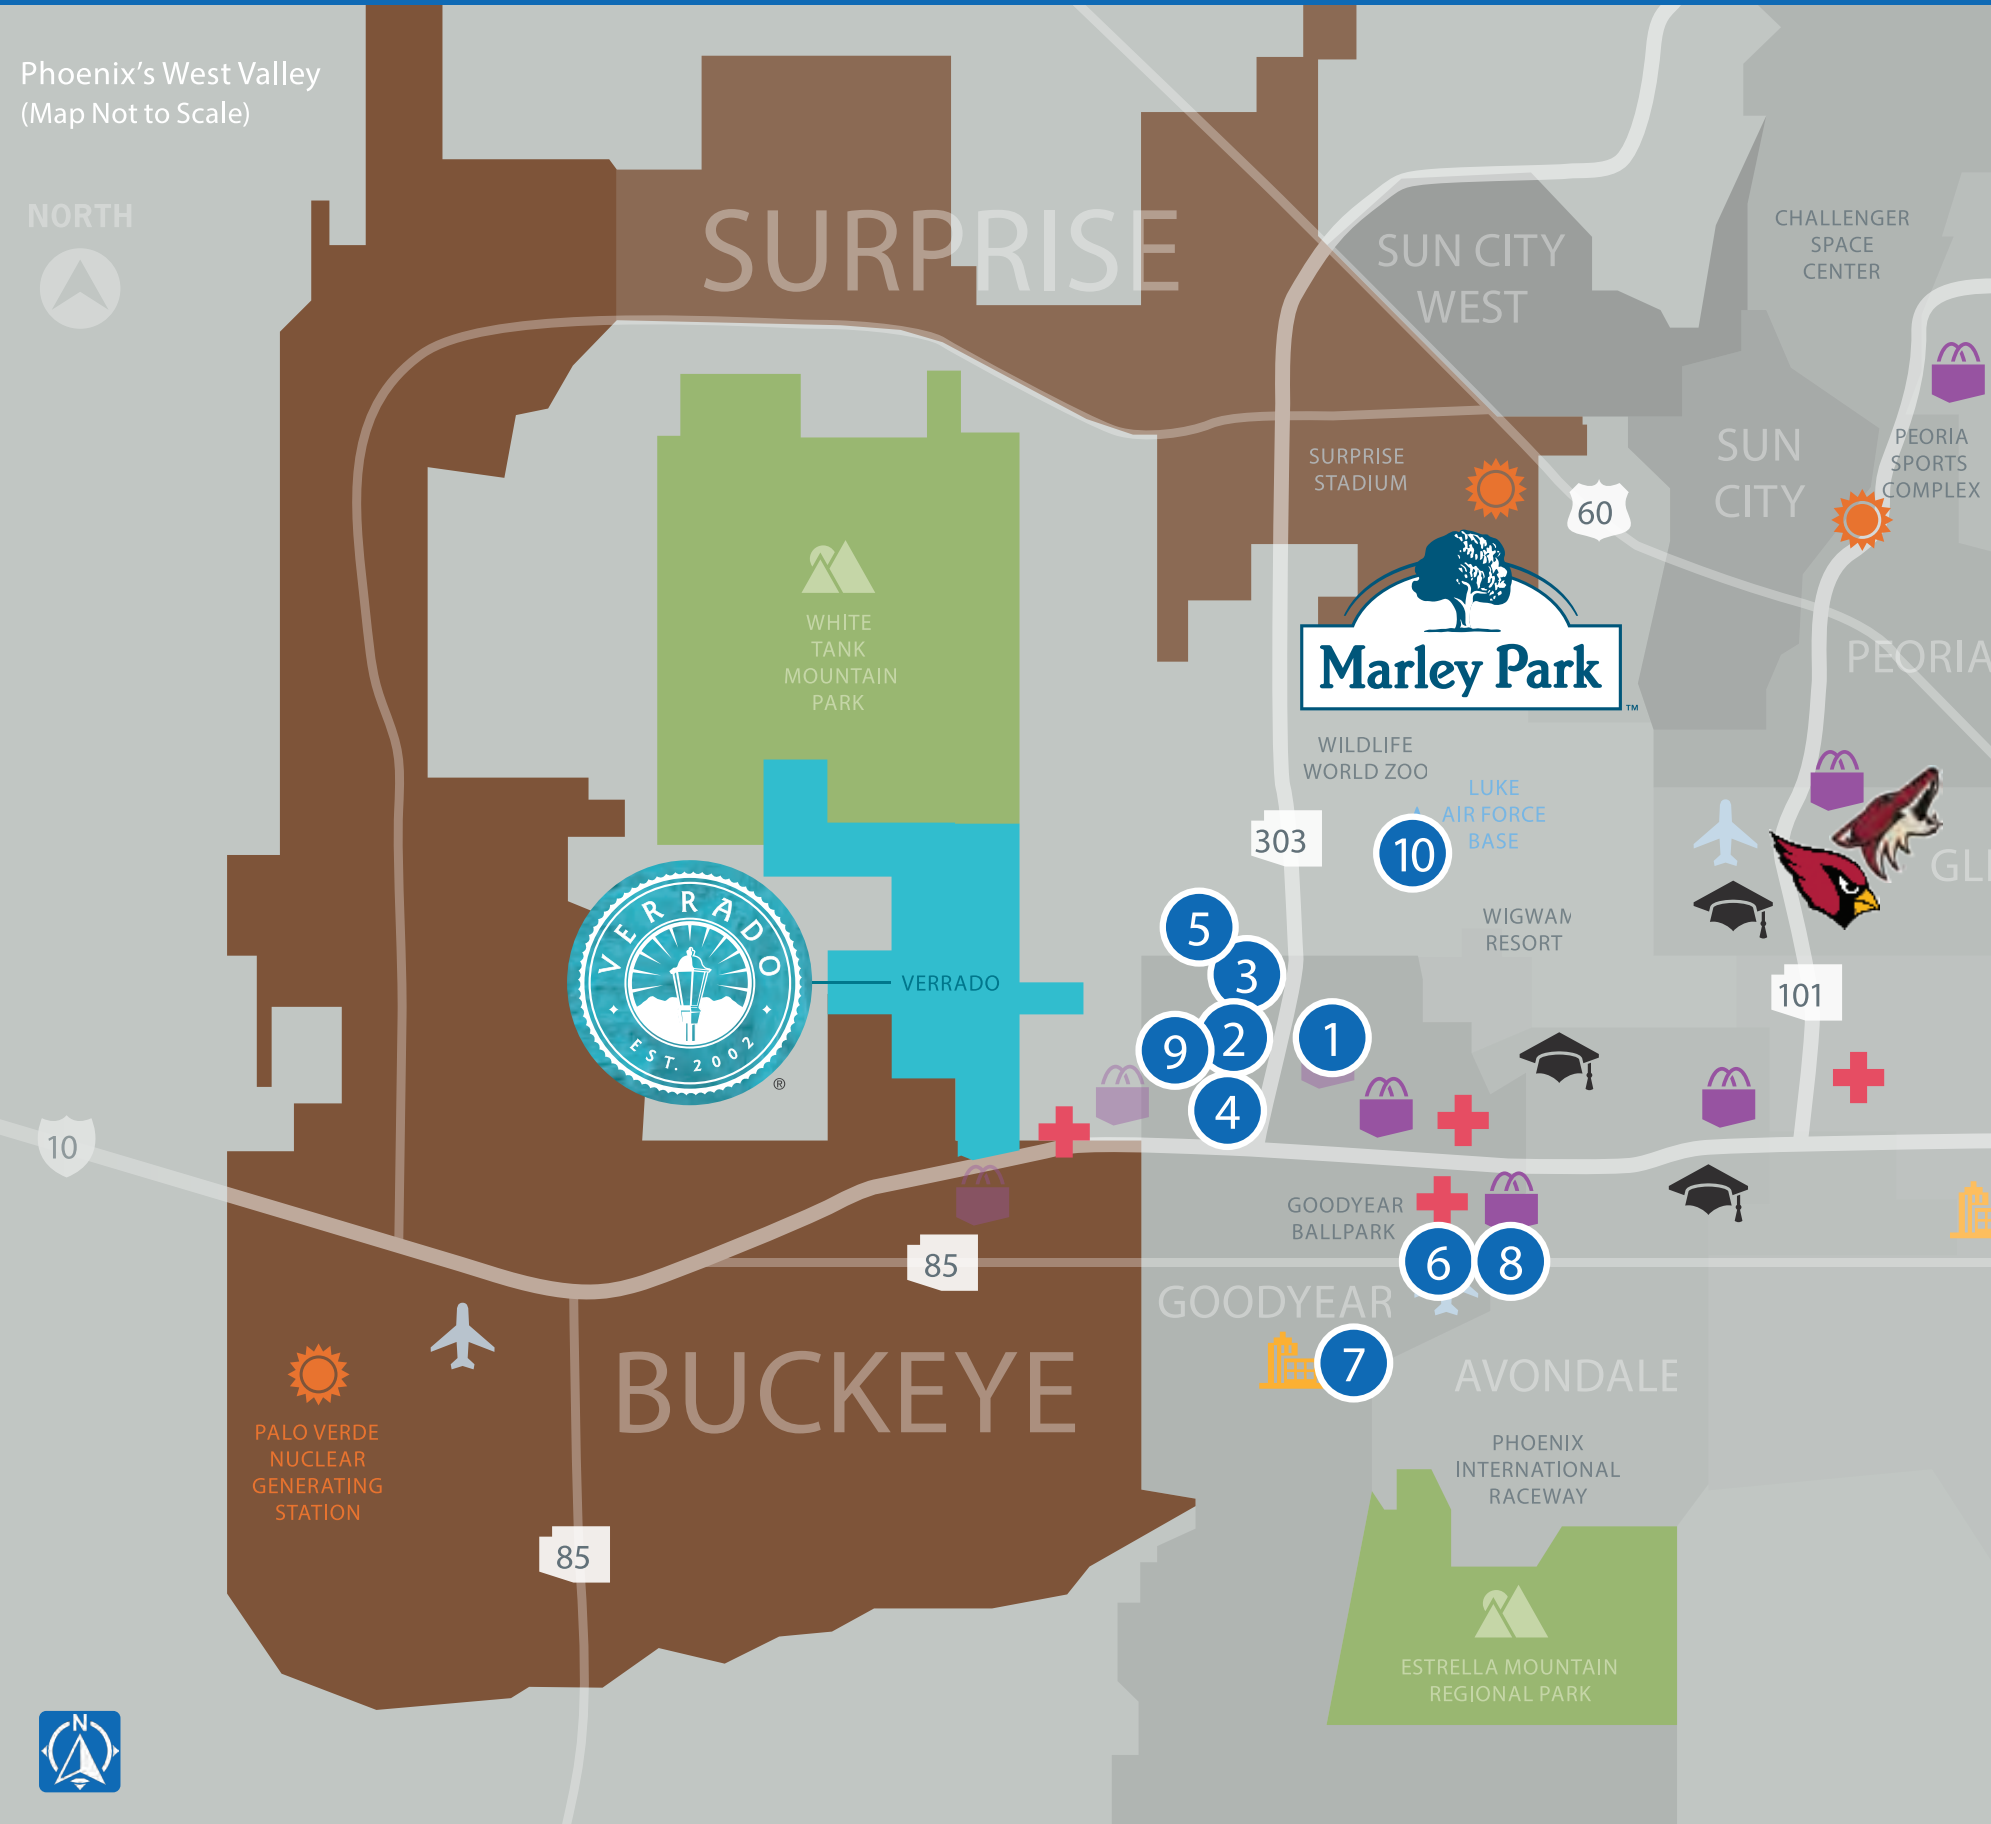 Phoenix's West Valley
(Map Not to Scale)
NORTH
SURPRISE
SUN CITY
WEST
CHALLENGER
SPACE
CENTER
SURPRISE
STADIUM
SUN
CITY
PEORIA
SPORTS
COMPLEX
60
WHITE
TANK
MOUNTAIN
PARK
Marley Park
™
PEORIA
WILDLIFE
WORLD ZOO
LUKE
AIR FORCE
BASE
303
10
GL
VERRADO
EST. 2002
®
VERRADO
5
3
WIGWAM
RESORT
101
9
2
1
4
10
GOODYEAR
BALLPARK
85
6
8
GOODYEAR
7
BUCKEYE
AVONDALE
PALO VERDE
NUCLEAR
GENERATING
STATION
PHOENIX
INTERNATIONAL
RACEWAY
85
ESTRELLA MOUNTAIN
REGIONAL PARK
N